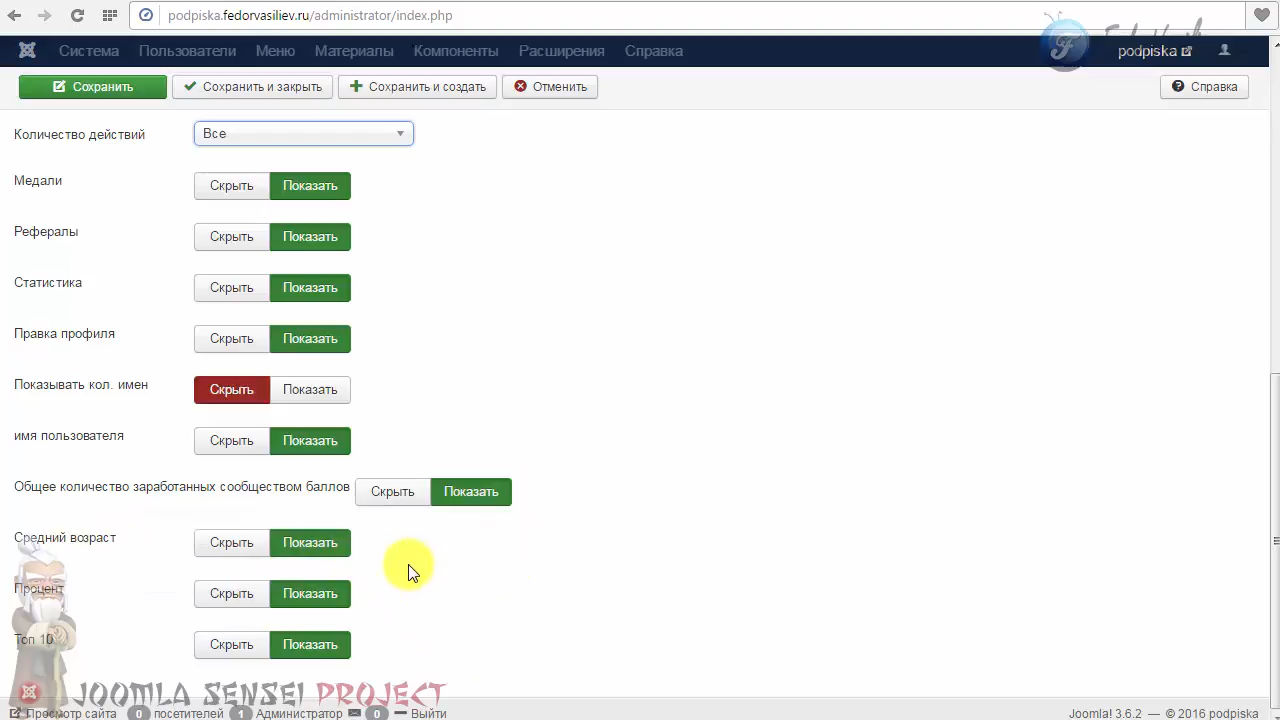 podpiska.fedorvasiliev.ru/administrator/index.php
Система Пользователи Меню Материалы Компоненты Расширения Справка podpiska
Сохранить Сохранить и закрыть Сохранить и создать Отменить Справка
Количество действий Все
Медали Скрыть Показать
Рефералы Скрыть Показать
Статистика Скрыть Показать
Правка профиля Скрыть Показать
Показывать кол. имен Скрыть Показать
имя пользователя Скрыть Показать
Общее количество заработанных сообществом баллов Скрыть Показать
Средний возраст Скрыть Показать
Процент Скрыть Показать
Топ 10 Скрыть Показать
JOOMLA SENSEI PROJECT
Просмотр сайта 0 посетителей 1 Администратор 0 Выйти Joomla! 3.6.2 — © 2016 podpiska